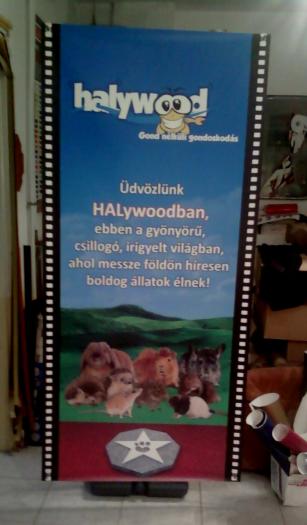 halywood
Gond nélküli gondoskodás
Üdvözlünk
HALywoodban,
ebben a gyönyörű,
csillogó, irigyelt világban,
ahol messze földön híresen
boldog állatok élnek!